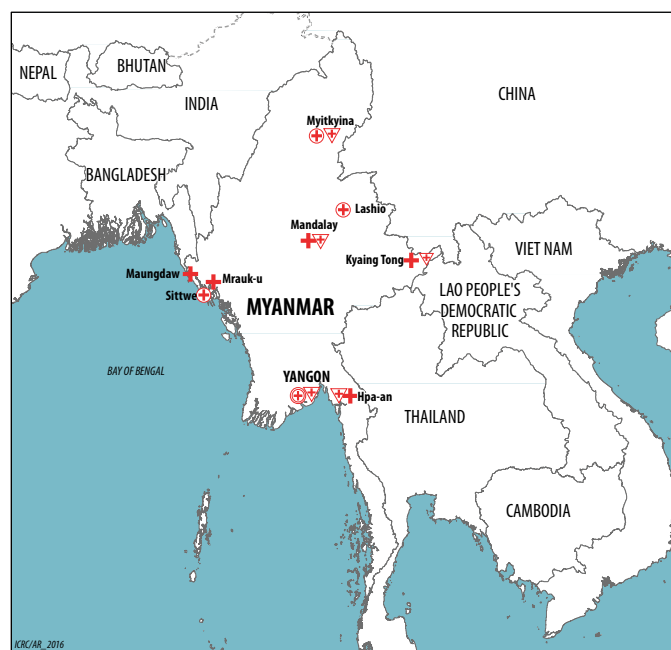 BHUTAN
NEPAL
CHINA
INDIA
Myitkyina
BANGLADESH
Lashio
Mandalay
VIET NAM
Kyaing Tong
Maungdaw
Mrauk-u
LAO PEOPLE'S
DEMOCRATIC
REPUBLIC
Sittwe
MYANMAR
BAY OF BENGAL
YANGON
Hpa-an
THAILAND
CAMBODIA
ICRC/AR_2016